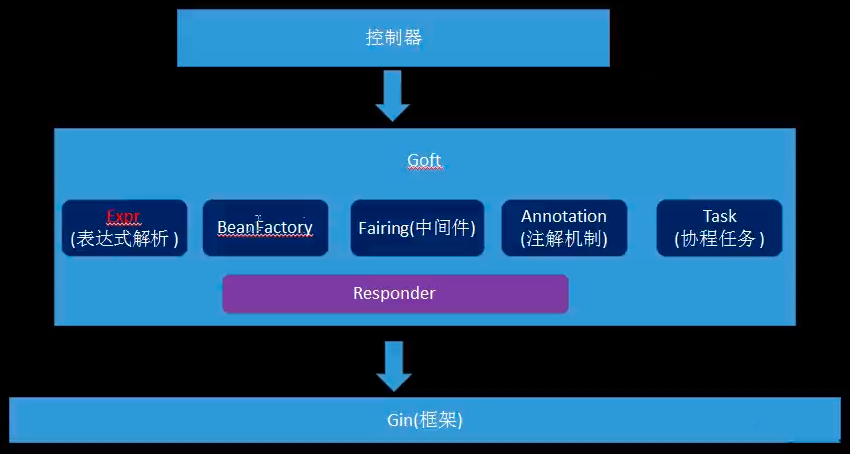 控制器
Goft
Expr
(表达式解析)
BeanFactory
Fairing(中间件)
Annotation
(注解机制)
Task
(协程任务)
Responder
Gin(框架)